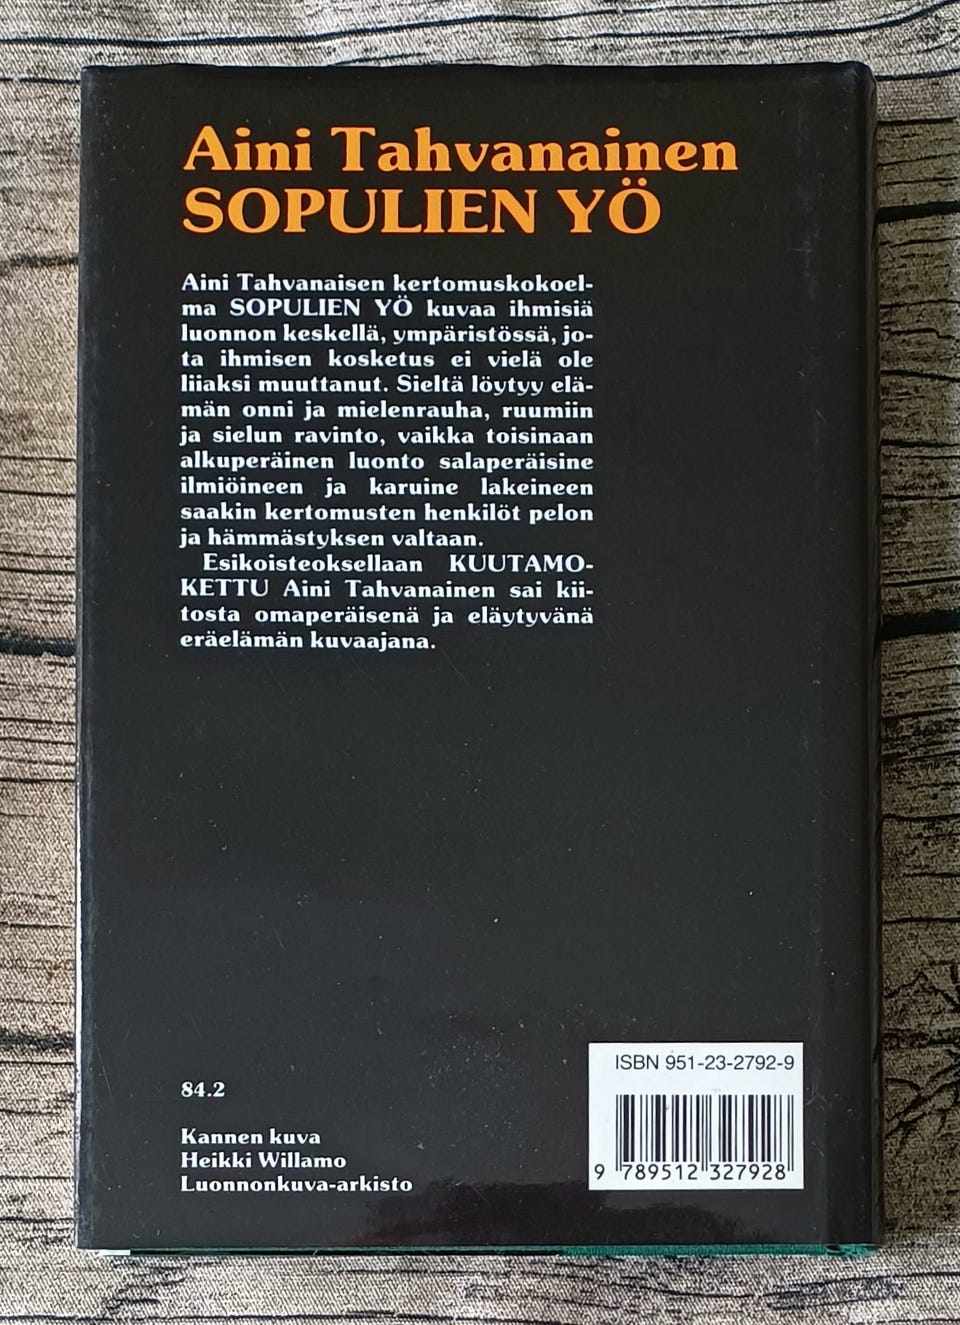 Aini Tahvanainen
SOPULIEN YÖ
Aini Tahvanaisen kertomuskokoel-
ma SOPULIEN YÖ kuvaa ihmisiä
luonnon keskellä, ympäristössä, jo-
ta ihmisen kosketus ei vielä ole
liiaksi muuttanut. Sieltä löytyy elä-
män onni ja mielenrauha, ruumiin
ja sielun ravinto, vaikka toisinaan
alkuperäinen luonto salaperäisine
ilmiöineen ja karuine lakeineen
saakin kertomusten henkilöt pelon
ja hämmästyksen valtaan.
Esikoisteoksellaan KUUTAMO-
KETTU Aini Tahvanainen sai kii-
tosta omaperäisenä ja eläytyvänä
eräelämän kuvaajana.
84.2
Kannen kuva
Heikki Willamo
Luonnonkuva-arkisto
ISBN 951-23-2792-9
9 789512 327928